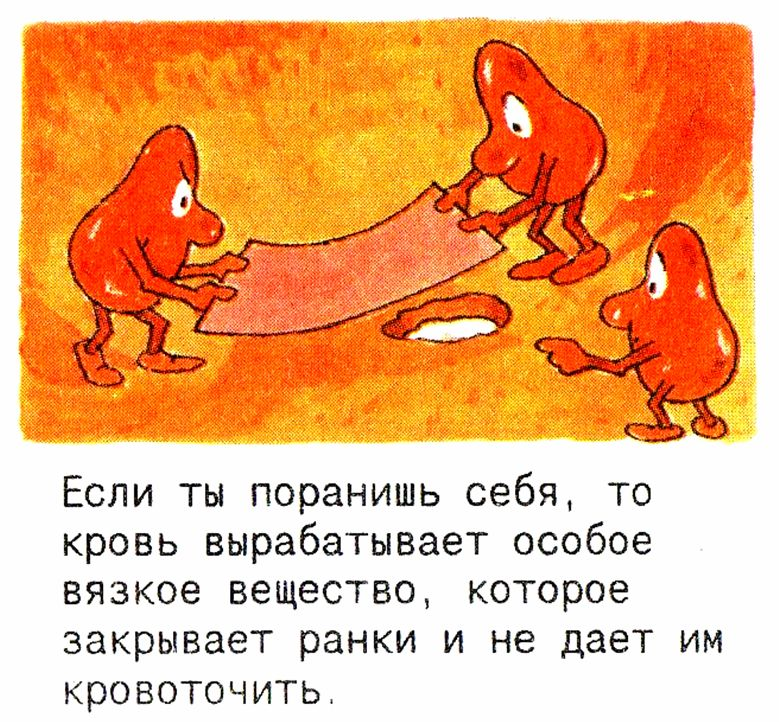 Если ты поранишь себя, то
кровь вырабатывает особое
вязкое вещество, которое
закрывает ранки и не дает им
кровоточить.